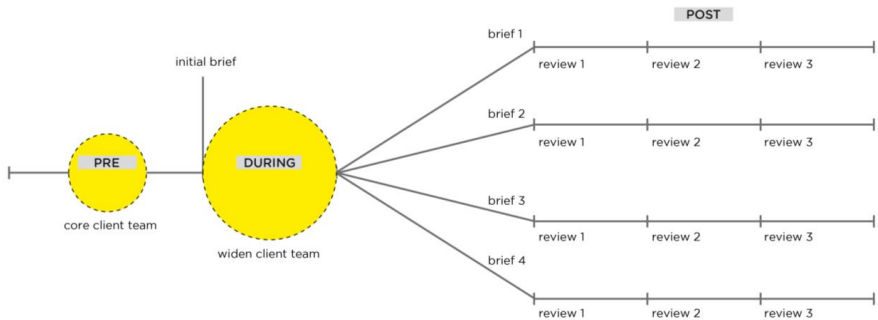 POST
brief 1
review 1 review 2 review 3
initial brief
brief 2
review 1 review 2 review 3
PRE
DURING
core client team
widen client team
brief 3
review 1 review 2 review 3
brief 4
review 1 review 2 review 3